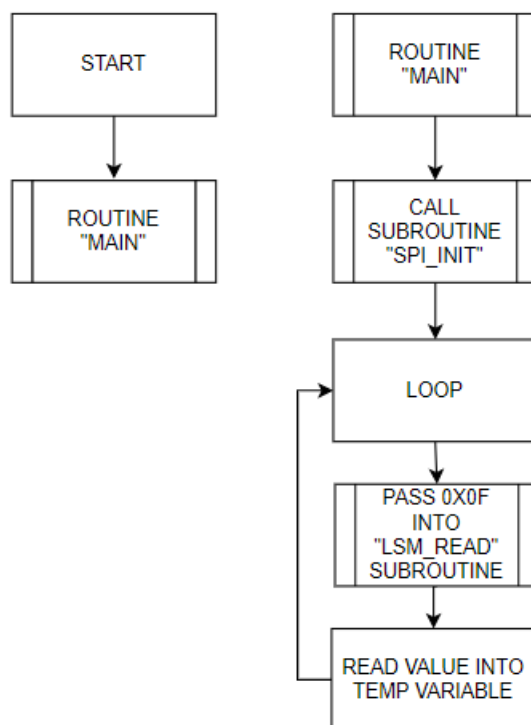 START
ROUTINE
"MAIN"
ROUTINE
"MAIN"
CALL
SUBROUTINE
"SPI_INIT"
LOOP
PASS 0X0F
INTO
"LSM_READ"
SUBROUTINE
READ VALUE INTO
TEMP VARIABLE